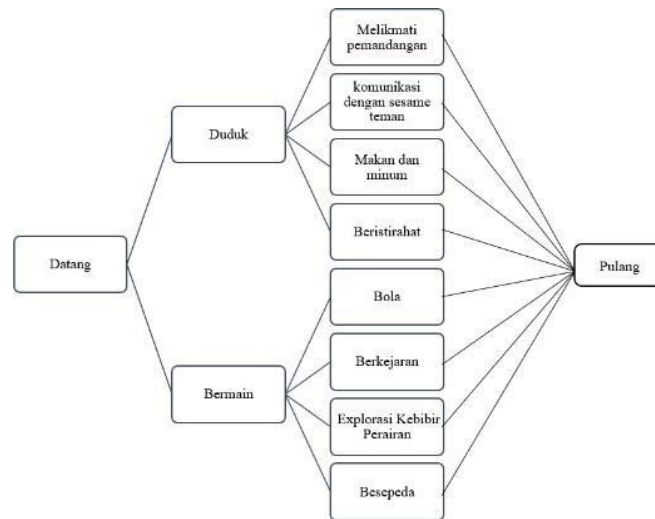 Melikmati
pemandangan
komunikasi
dengan sesame
teman
Duduk
Makan dan
minum
Beristirahat
Datang
Pulang
Bola
Berkejaran
Bermain
Explorasi Kebibir
Perairan
Besepeda